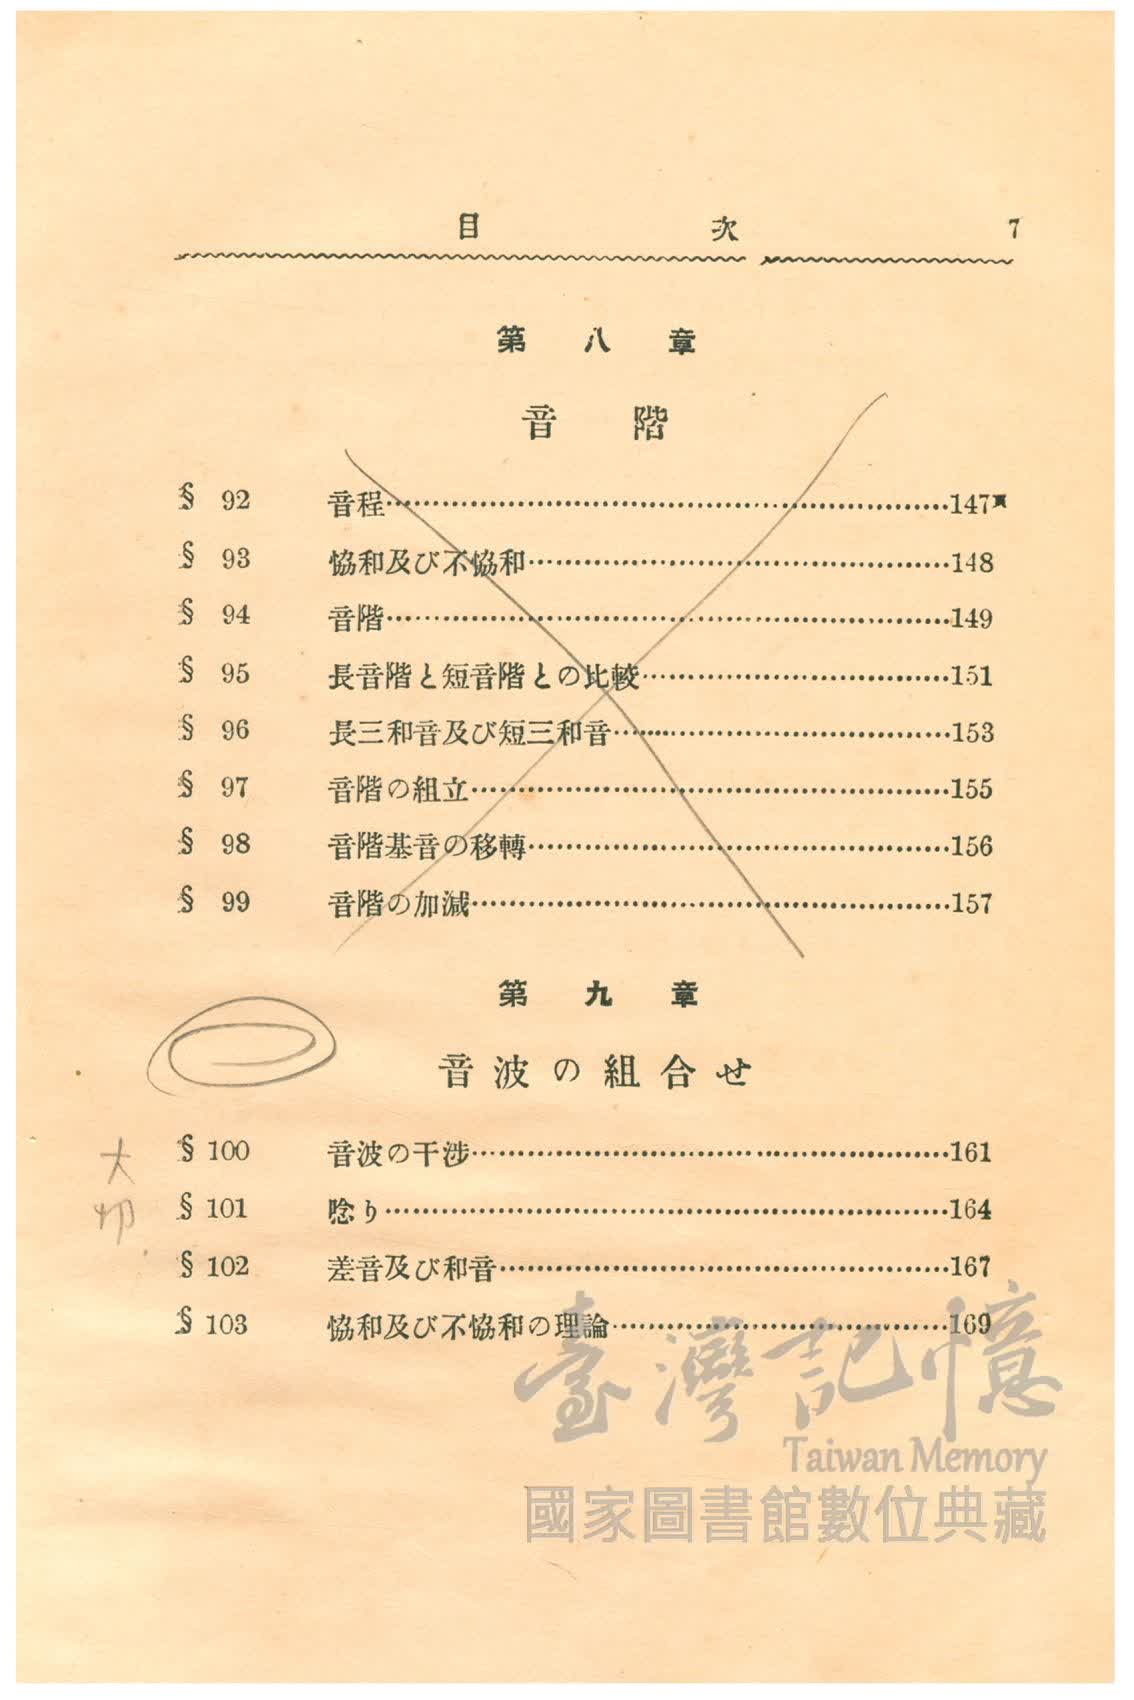 目次 7
第八章
音階
§ 92 音程……147頁
§ 93 協和及び不協和……148
§ 94 音階……149
§ 95 長音階と短音階との比較……151
§ 96 長三和音及び短三和音……153
§ 97 音階の組立……155
§ 98 音階基音の移轉……156
§ 99 音階の加減……157
第九章
音波の組合せ
大切
§ 100 音波の干渉……161
§ 101 唸り……164
§ 102 差音及び和音……167
§ 103 協和及び不協和の理論……169
臺灣記憶
Taiwan Memory
國家圖書館數位典藏